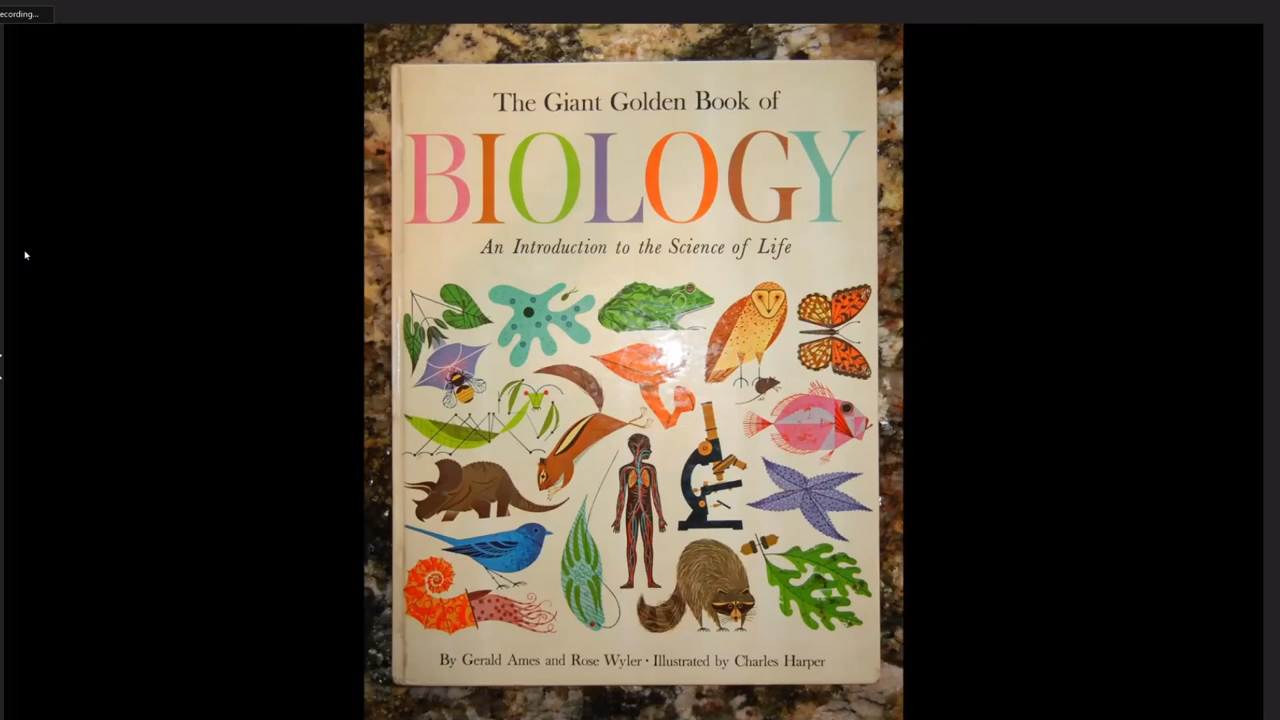 ecording...
The Giant Golden Book of
BIOLOGY
An Introduction to the Science of Life
By Gerald Ames and Rose Wyler · Illustrated by Charles Harper